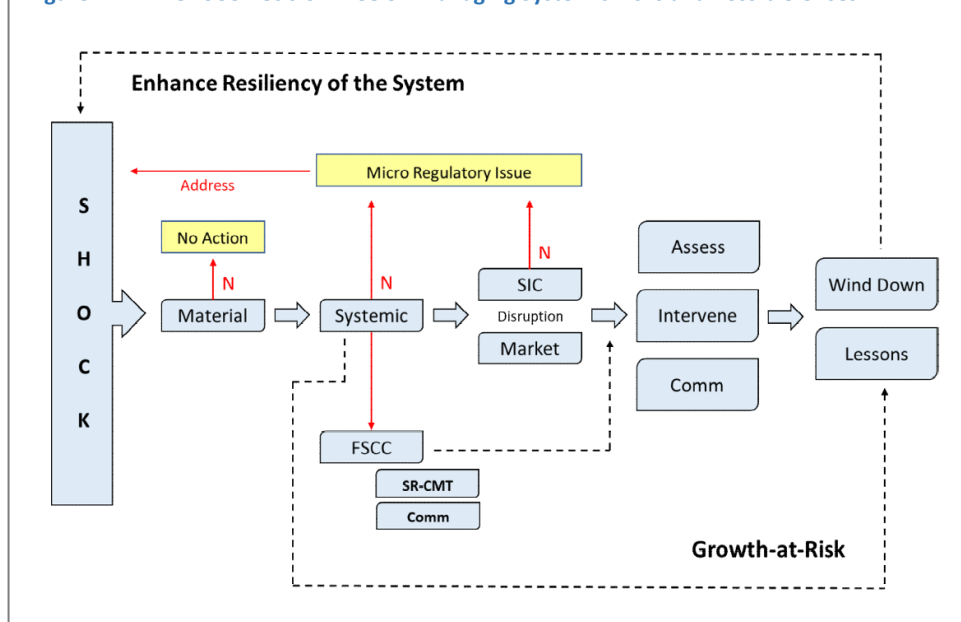 Enhance Resiliency of the System
S
H
O
C
K
Micro Regulatory Issue
Address
No Action
N
N
N
Material
Systemic
SIC
Disruption
Market
Assess
Intervene
Comm
Wind Down
Lessons
FSCC
SR-CMT
Comm
Growth-at-Risk